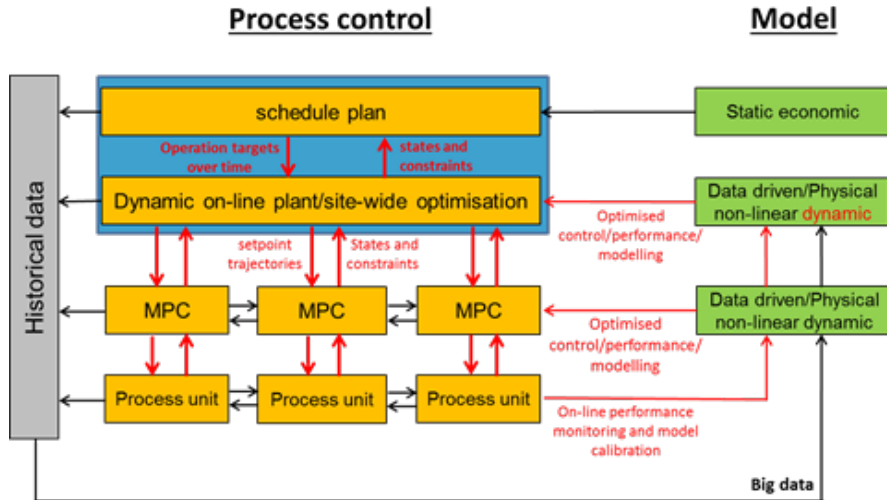 Process control
Model
Historical data
schedule plan
Static economic
Operation targets
over time
states and
constraints
Dynamic on-line plant/site-wide optimisation
Data driven/Physical
non-linear dynamic
Optimised
control/performance/
modelling
setpoint
trajectories
States and
constraints
MPC
MPC
MPC
Data driven/Physical
non-linear dynamic
Optimised
control/performance/
modelling
Process unit
Process unit
Process unit
On-line performance
monitoring and model
calibration
Big data